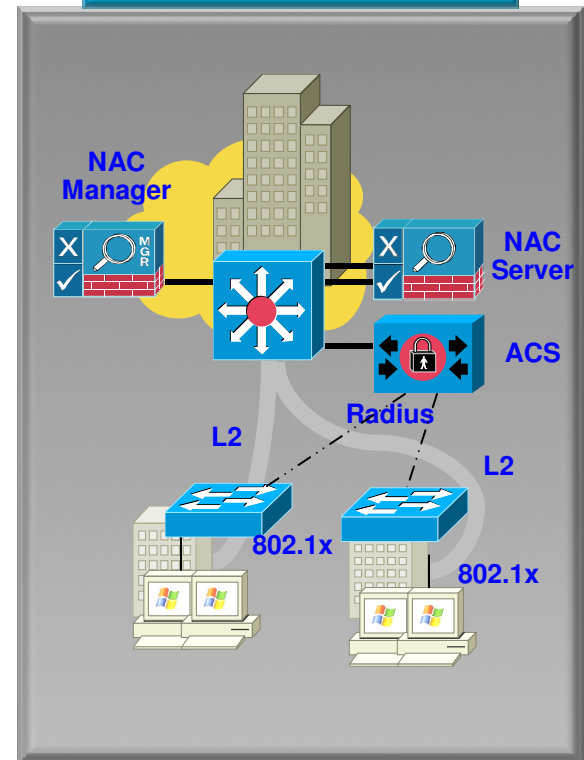 NAC
Manager
MGR
X
✓
X
✓
NAC
Server
ACS
Radius
L2
L2
802.1x
802.1x